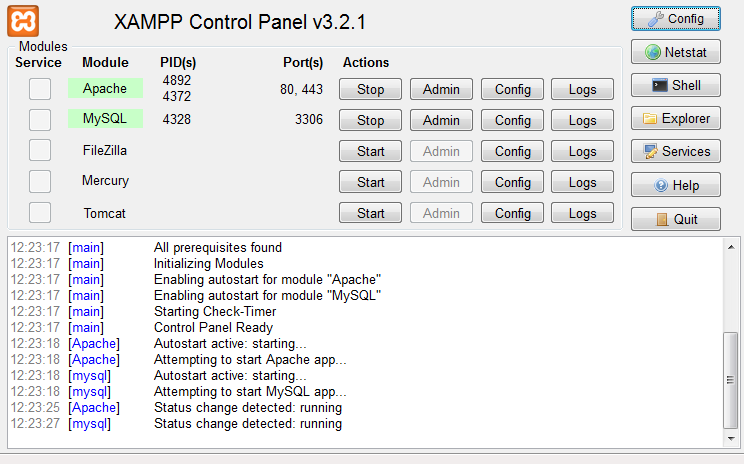 XAMPP Control Panel v3.2.1
Config
Modules
Service Module PID(s) Port(s) Actions
Netstat
Apache 4892 4372 80, 443 Stop Admin Config Logs
Shell
MySQL 4328 3306 Stop Admin Config Logs
Explorer
FileZilla Start Admin Config Logs
Services
Mercury Start Admin Config Logs
Help
Tomcat Start Admin Config Logs
Quit
12:23:17 [main] All prerequisites found
12:23:17 [main] Initializing Modules
12:23:17 [main] Enabling autostart for module "Apache"
12:23:17 [main] Enabling autostart for module "MySQL"
12:23:17 [main] Starting Check-Timer
12:23:17 [main] Control Panel Ready
12:23:18 [Apache] Autostart active: starting...
12:23:18 [Apache] Attempting to start Apache app...
12:23:18 [mysql] Autostart active: starting...
12:23:18 [mysql] Attempting to start MySQL app...
12:23:25 [Apache] Status change detected: running
12:23:27 [mysql] Status change detected: running